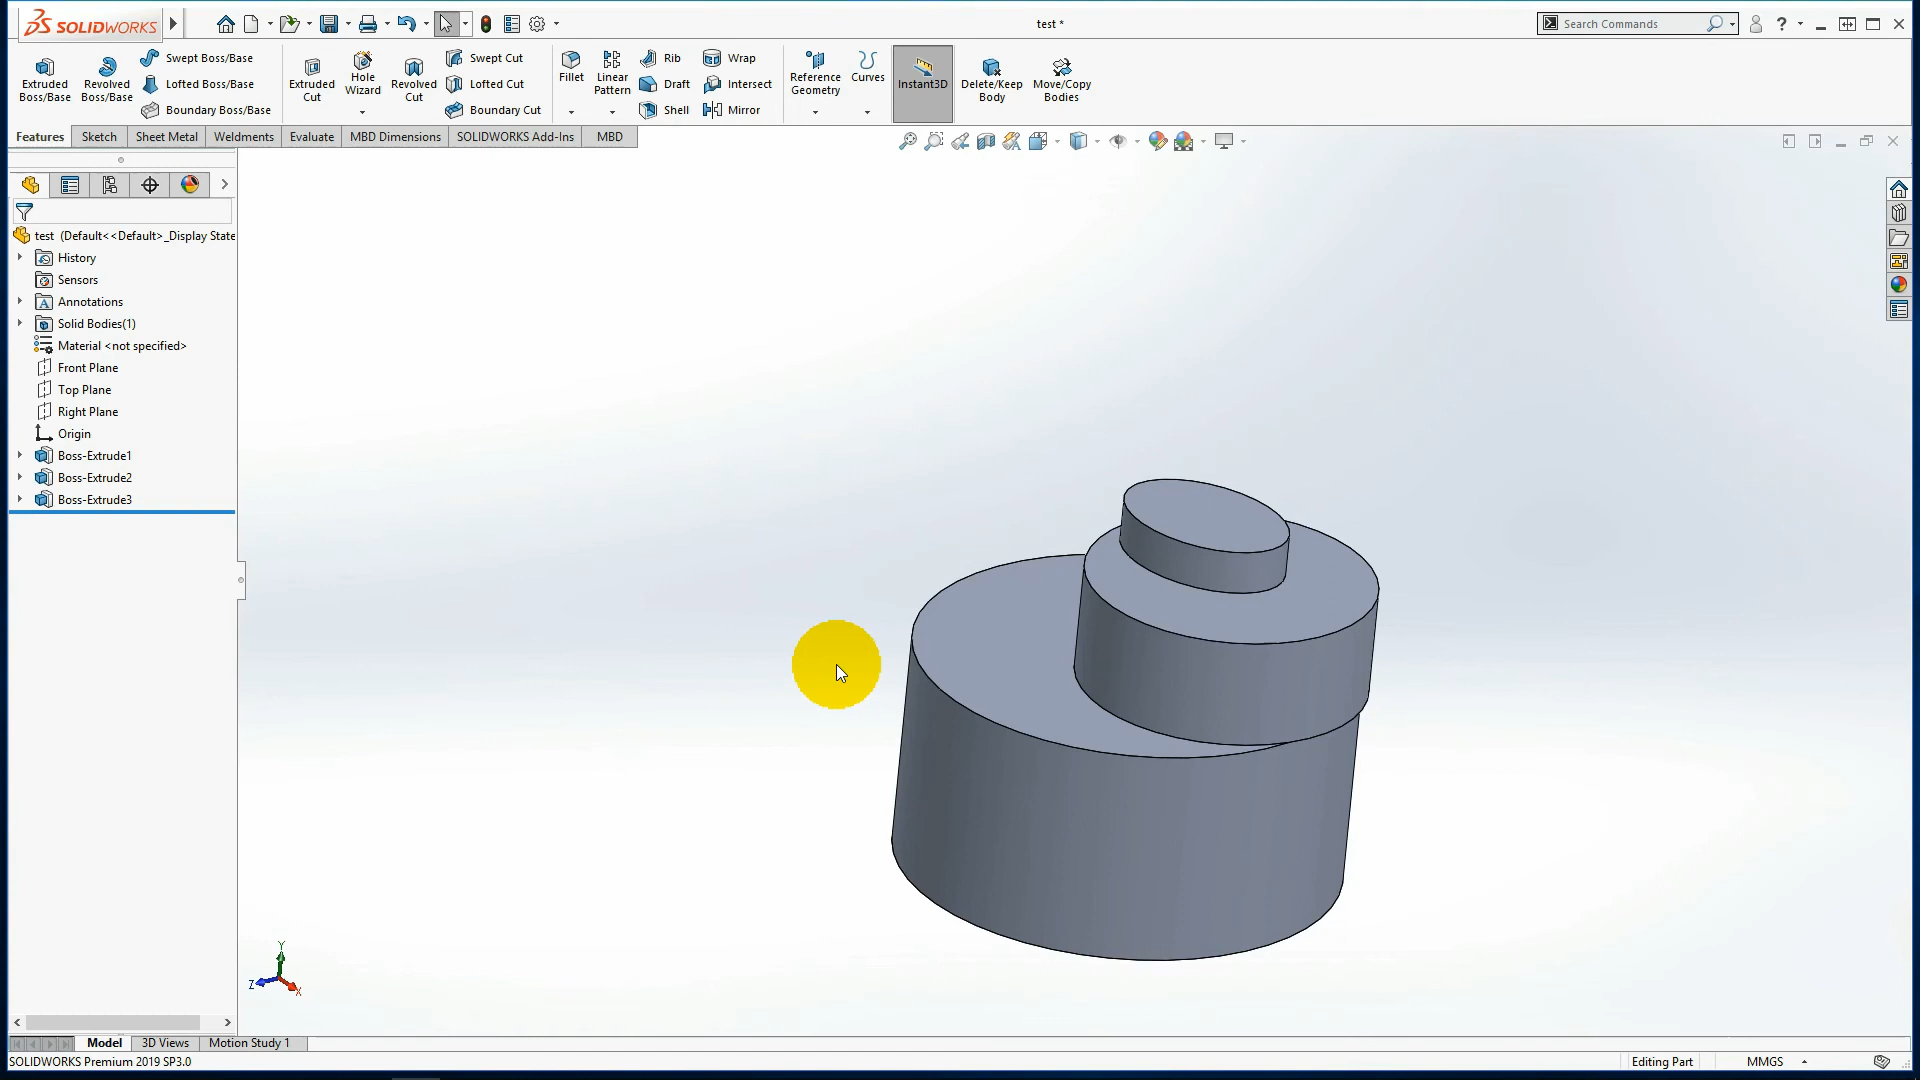 SOLIDWORKS
test *
Search Commands
Extruded Boss/Base
Revolved Boss/Base
Swept Boss/Base
Lofted Boss/Base
Boundary Boss/Base
Extruded Cut
Hole Wizard
Revolved Cut
Swept Cut
Lofted Cut
Boundary Cut
Fillet
Linear Pattern
Rib
Draft
Shell
Wrap
Intersect
Mirror
Reference Geometry
Curves
Instant3D
Delete/Keep Body
Move/Copy Bodies
Features
Sketch
Sheet Metal
Weldments
Evaluate
MBD Dimensions
SOLIDWORKS Add-Ins
MBD
test (Default<<Default>_Display State
History
Sensors
Annotations
Solid Bodies(1)
Material <not specified>
Front Plane
Top Plane
Right Plane
Origin
Boss-Extrude1
Boss-Extrude2
Boss-Extrude3
Y
Z
X
Model
3D Views
Motion Study 1
SOLIDWORKS Premium 2019 SP3.0
Editing Part
MMGS